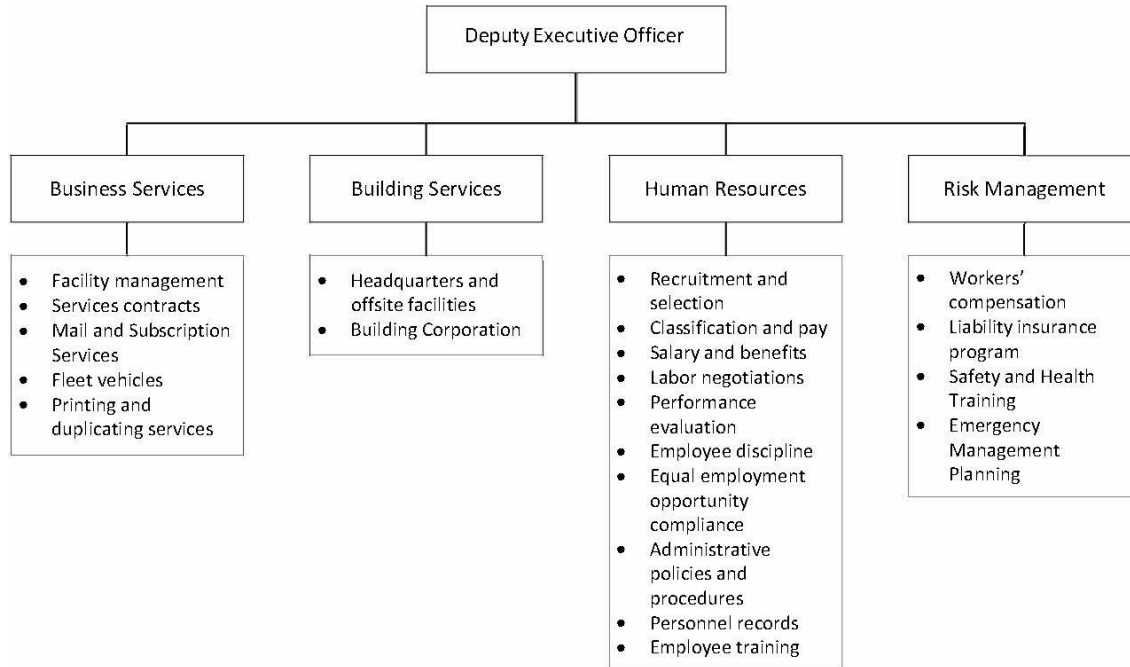 Deputy Executive Officer
Business Services
Building Services
Human Resources
Risk Management
• Facility management
• Services contracts
• Mail and Subscription
Services
• Fleet vehicles
• Printing and
duplicating services
• Headquarters and
offsite facilities
• Building Corporation
• Recruitment and
selection
• Classification and pay
• Salary and benefits
• Labor negotiations
• Performance
evaluation
• Employee discipline
• Equal employment
opportunity
compliance
• Administrative
policies and
procedures
• Personnel records
• Employee training
• Workers’
compensation
• Liability insurance
program
• Safety and Health
Training
• Emergency
Management
Planning